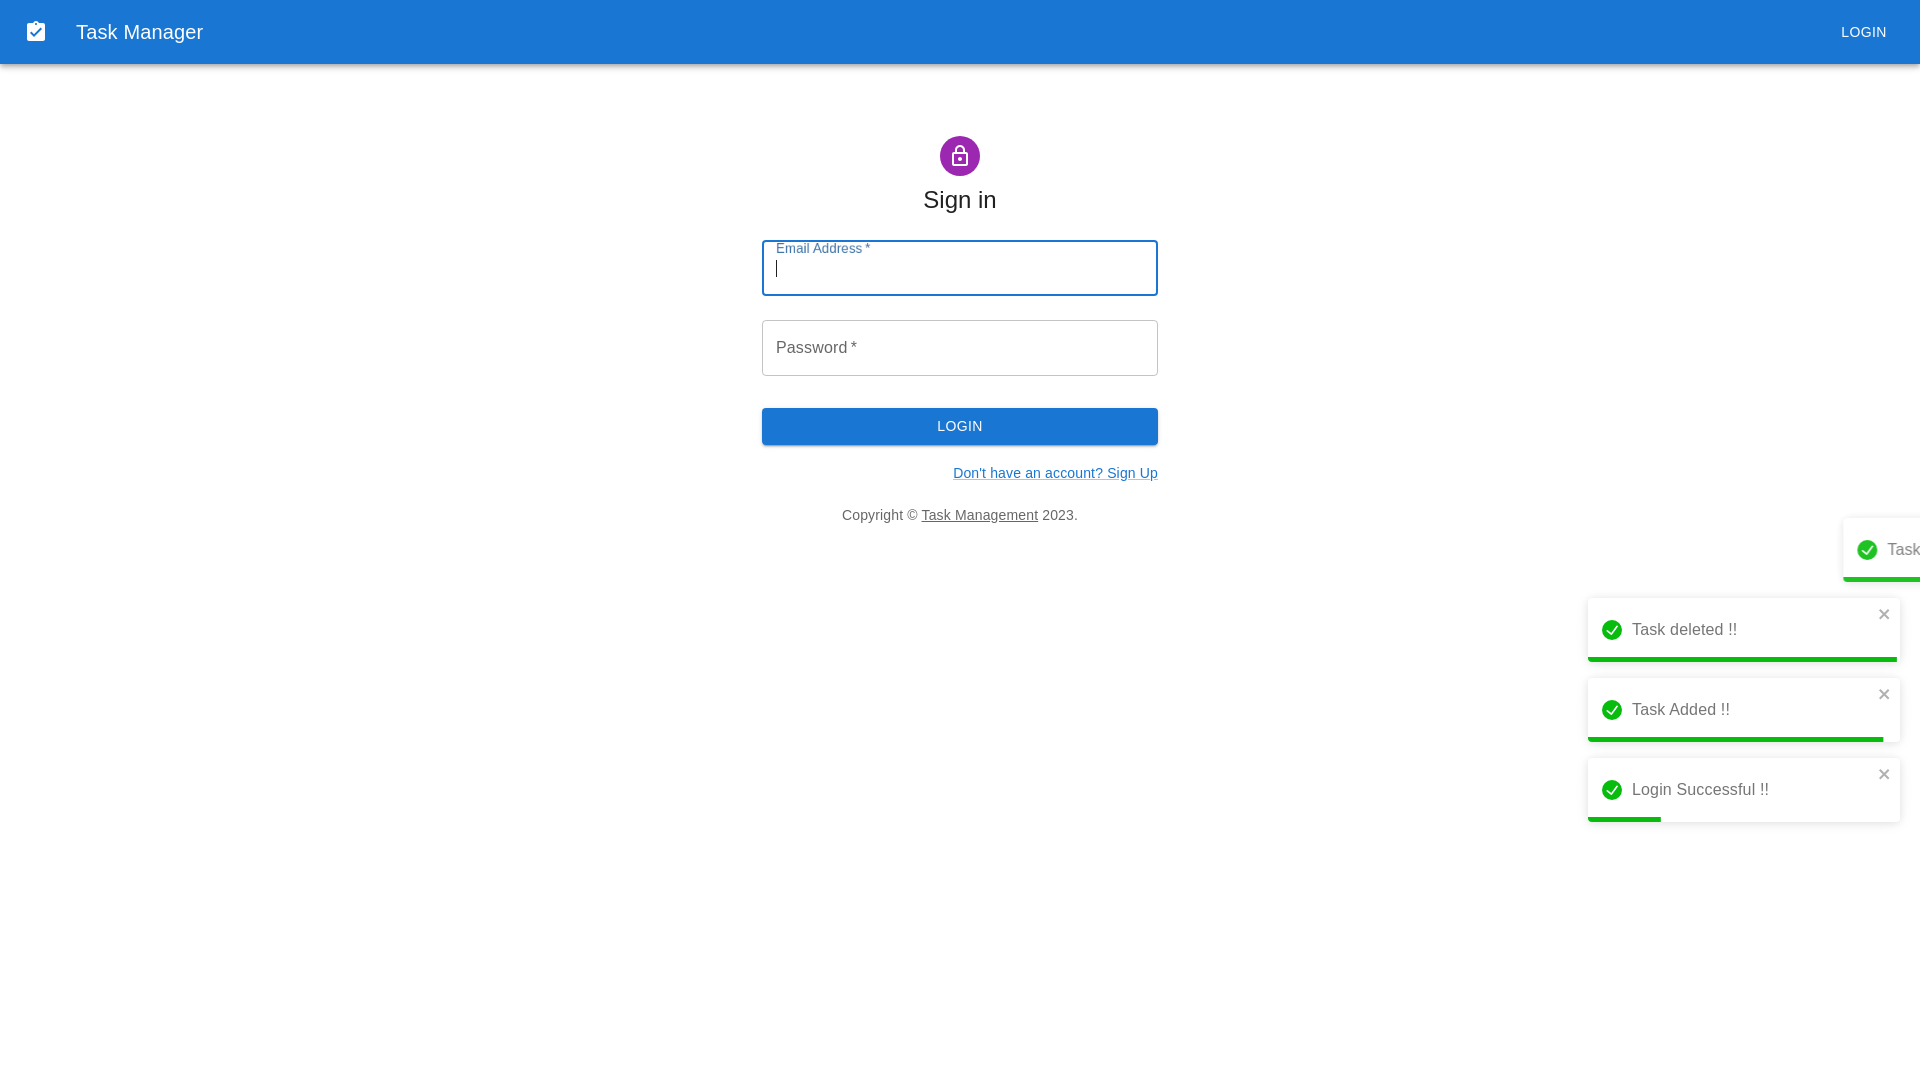 Task Manager
LOGIN
Sign in
Email Address *
Password *
LOGIN
Don't have an account? Sign Up
Copyright © Task Management 2023.
Task
Task deleted !!
Task Added !!
Login Successful !!